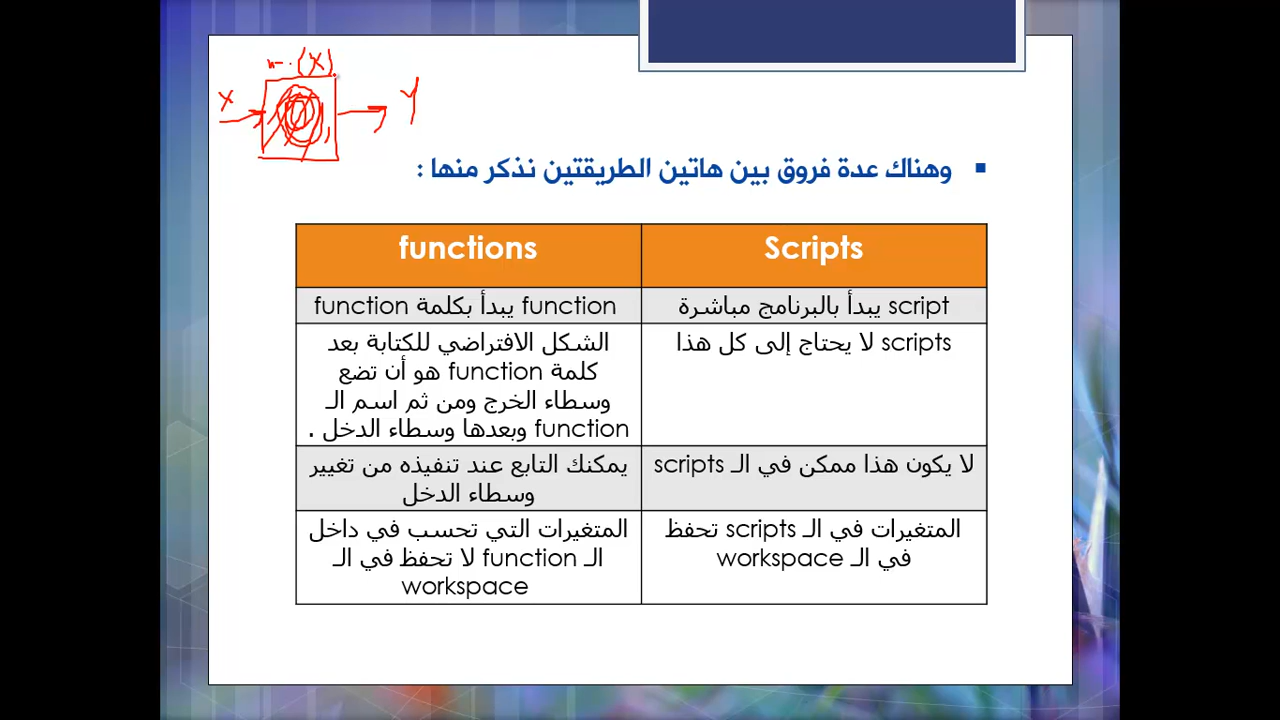 (X)
X
Y
وهناك عدة فروق بين هاتين الطريقتين نذكر منها :
Scripts
functions
script يبدأ بالبرنامج مباشرة
function يبدأ بكلمة function
scripts لا يحتاج إلى كل هذا
الشكل الافتراضي للكتابة بعد
كلمة function هو أن تضع
وسطاء الخرج ومن ثم اسم الـ
function وبعدها وسطاء الدخل .
لا يكون هذا ممكن في الـ scripts
يمكنك التابع عند تنفيذه من تغيير
وسطاء الدخل
المتغيرات في الـ scripts تحفظ
في الـ workspace
المتغيرات التي تحسب في داخل
الـ function لا تحفظ في الـ
workspace